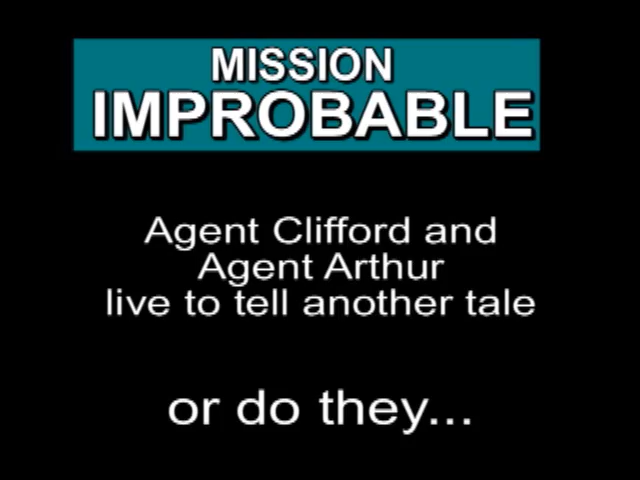 MISSION
IMPROBABLE
Agent Clifford and
Agent Arthur
live to tell another tale
or do they...